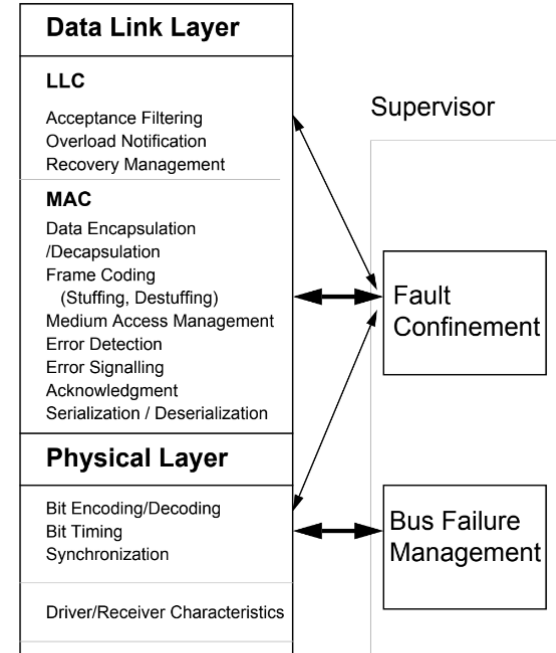 Data Link Layer
LLC
Acceptance Filtering
Overload Notification
Recovery Management
MAC
Data Encapsulation
/Decapsulation
Frame Coding
(Stuffing, Destuffing)
Medium Access Management
Error Detection
Error Signalling
Acknowledgment
Serialization / Deserialization
Physical Layer
Bit Encoding/Decoding
Bit Timing
Synchronization
Driver/Receiver Characteristics
Supervisor
Fault
Confinement
Bus Failure
Management